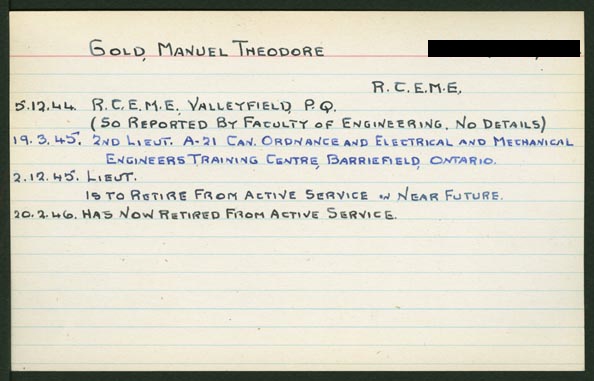 GOLD, MANUEL THEODORE
R.C.E.M.E.
5.12.44. R.C.E.M.E. VALLEYFIELD, P.Q.
(SO REPORTED BY FACULTY OF ENGINEERING. NO DETAILS)
19.3.45. 2ND LIEUT. A-21 CAN. ORDNANCE AND ELECTRICAL AND MECHANICAL
ENGINEERS TRAINING CENTRE, BARRIEFIELD, ONTARIO.
2.12.45. LIEUT.
IS TO RETIRE FROM ACTIVE SERVICE IN NEAR FUTURE.
20.2.46. HAS NOW RETIRED FROM ACTIVE SERVICE.